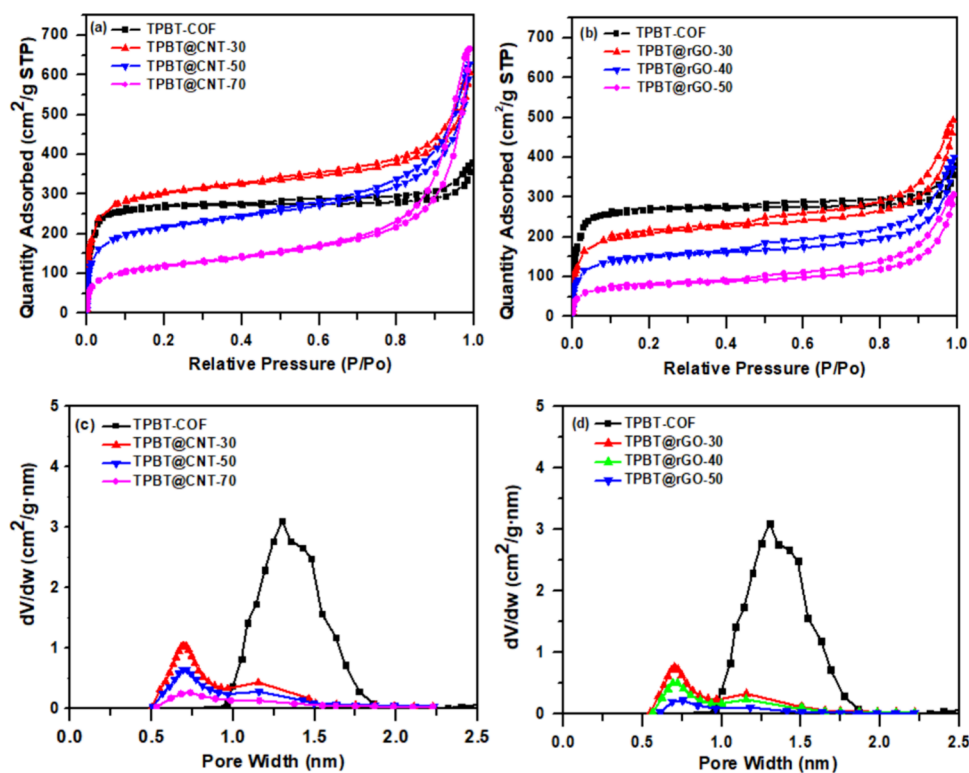 (a)
TPBT-COF
TPBT@CNT-30
TPBT@CNT-50
TPBT@CNT-70
Quantity Adsorbed (cm²/g STP)
700
600
500
400
300
200
100
0
0.0 0.2 0.4 0.6 0.8 1.0
Relative Pressure (P/Po)
(b)
TPBT-COF
TPBT@rGO-30
TPBT@rGO-40
TPBT@rGO-50
Quantity Adsorbed (cm²/g STP)
700
600
500
400
300
200
100
0
0.0 0.2 0.4 0.6 0.8 1.0
Relative Pressure (P/Po)
(c)
TPBT-COF
TPBT@CNT-30
TPBT@CNT-50
TPBT@CNT-70
dV/dw (cm²/g·nm)
5
4
3
2
1
0
0.0 0.5 1.0 1.5 2.0 2.5
Pore Width (nm)
(d)
TPBT-COF
TPBT@rGO-30
TPBT@rGO-40
TPBT@rGO-50
dV/dw (cm²/g·nm)
5
4
3
2
1
0
0.0 0.5 1.0 1.5 2.0 2.5
Pore Width (nm)